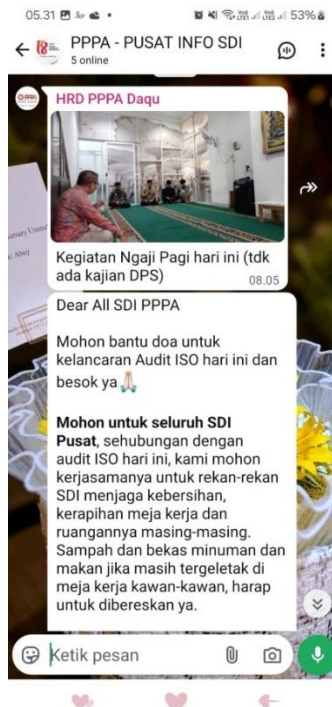 05.31
53%
PPPA - PUSAT INFO SDI
5 online
HRD PPPA Daqu
Kegiatan Ngaji Pagi hari ini (tdk
ada kajian DPS)
08.05
Dear All SDI PPPA
Mohon bantu doa untuk
kelancaran Audit ISO hari ini dan
besok ya🙏🏻
Mohon untuk seluruh SDI
Pusat, sehubungan dengan
audit ISO hari ini, kami mohon
kerjasamanya untuk rekan-rekan
SDI menjaga kebersihan,
kerapihan meja kerja dan
ruangannya masing-masing.
Sampah dan bekas minuman dan
makan jika masih tergeletak di
meja kerja kawan-kawan, harap
untuk dibereskan ya.
Ketik pesan